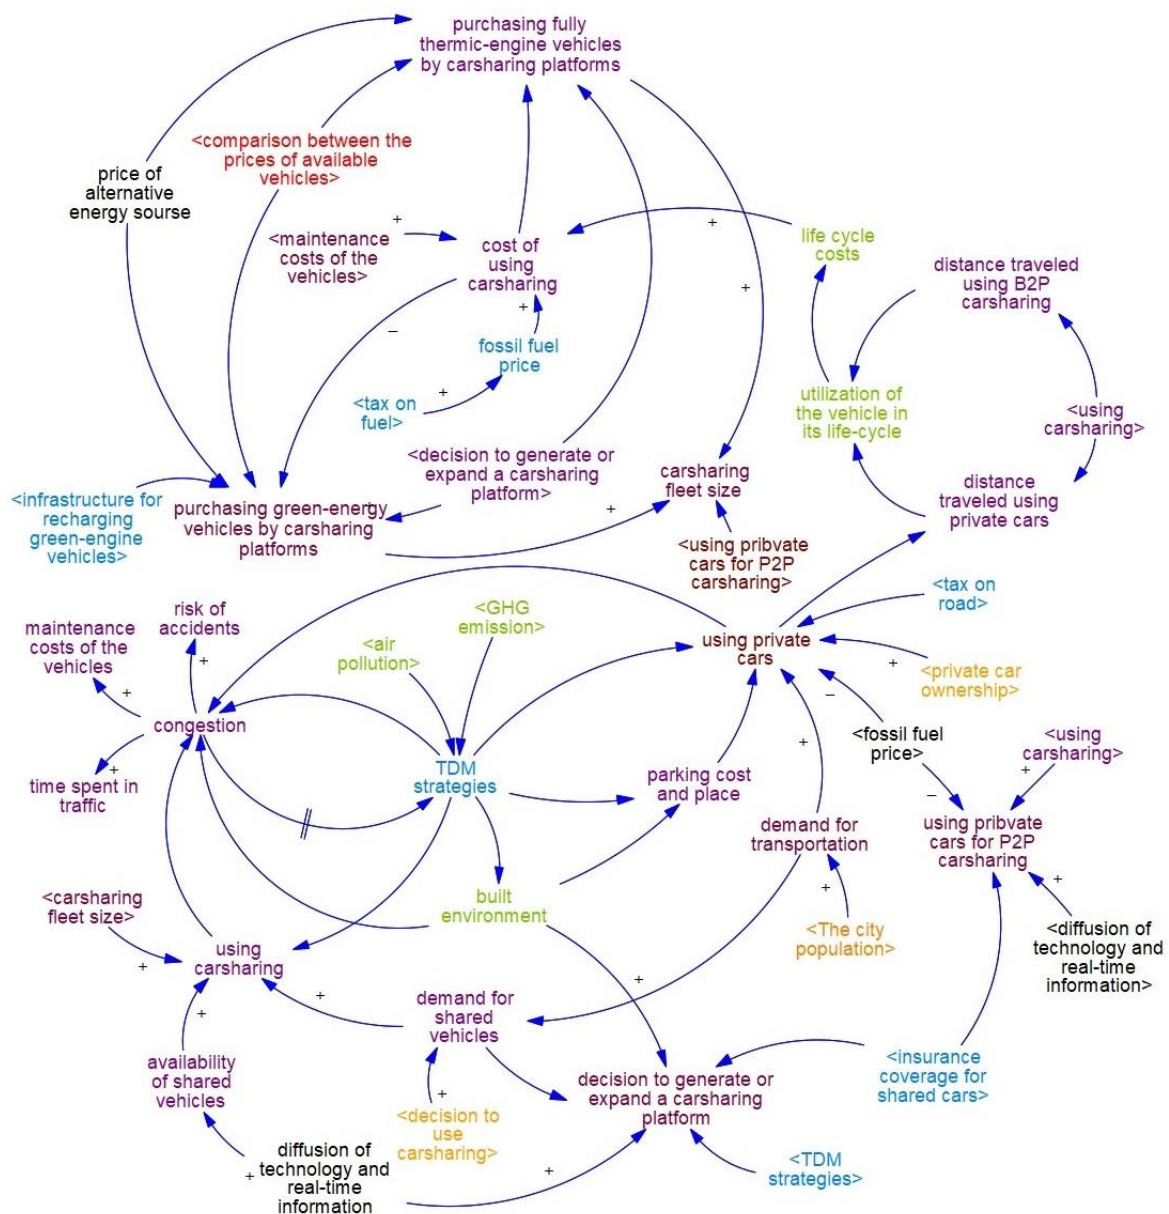 purchasing fully
thermic-engine vehicles
by carsharing platforms
<comparison between the
prices of available
vehicles>
price of
alternative
energy sourse
+
<maintenance
costs of the
vehicles>
cost of
using
carsharing
+
life cycle
costs
distance traveled
using B2P
carsharing
+
+
–
fossil fuel
price
+
<tax on
fuel>
utilization of
the vehicle in
its life-cycle
<using
carsharing>
<decision to generate or
expand a carsharing
platform>
carsharing
fleet size
distance
traveled using
private cars
<infrastructure for
recharging
green-engine
vehicles>
purchasing green-energy
vehicles by carsharing
platforms
+
+
<using pribvate
cars for P2P
carsharing>
<tax on
road>
risk of
accidents
maintenance
costs of the
vehicles
<GHG
emission>
<air
pollution>
using private
cars
+
+
+
<private car
ownership>
–
congestion
<fossil fuel
price>
<using
carsharing>
+
time spent in
traffic
TDM
strategies
parking cost
and place
+
+
–
demand for
transportation
using pribvate
cars for P2P
carsharing
<carsharing
fleet size>
built
environment
+
+
<The city
population>
<diffusion of
technology and
real-time
information>
using
carsharing
+
+
+
demand for
shared
vehicles
+
availability
of shared
vehicles
<insurance
coverage for
shared cars>
decision to generate or
expand a carsharing
platform
+
<decision to
use
carsharing>
diffusion of
technology and
real-time
information
+
+
<TDM
strategies>